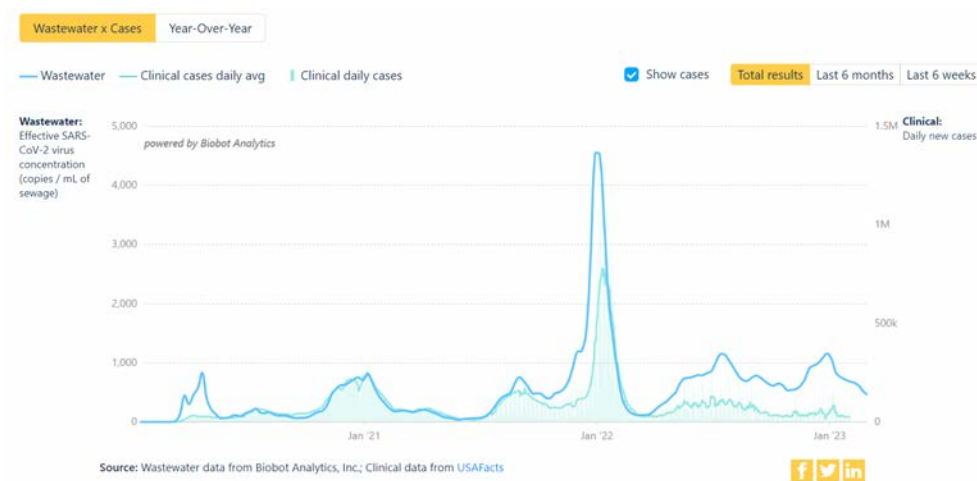 Wastewater x Cases
Year-Over-Year
Wastewater
Clinical cases daily avg
Clinical daily cases
Show cases
Total results
Last 6 months
Last 6 weeks
Wastewater:
Effective SARS-
CoV-2 virus
concentration
(copies / mL of
sewage)
5,000
4,000
3,000
2,000
1,000
0
powered by Biobot Analytics
1.5M
1M
500k
0
Clinical:
Daily new cases
Jan '21
Jan '22
Jan '23
Source: Wastewater data from Biobot Analytics, Inc.; Clinical data from USAFacts
f
in